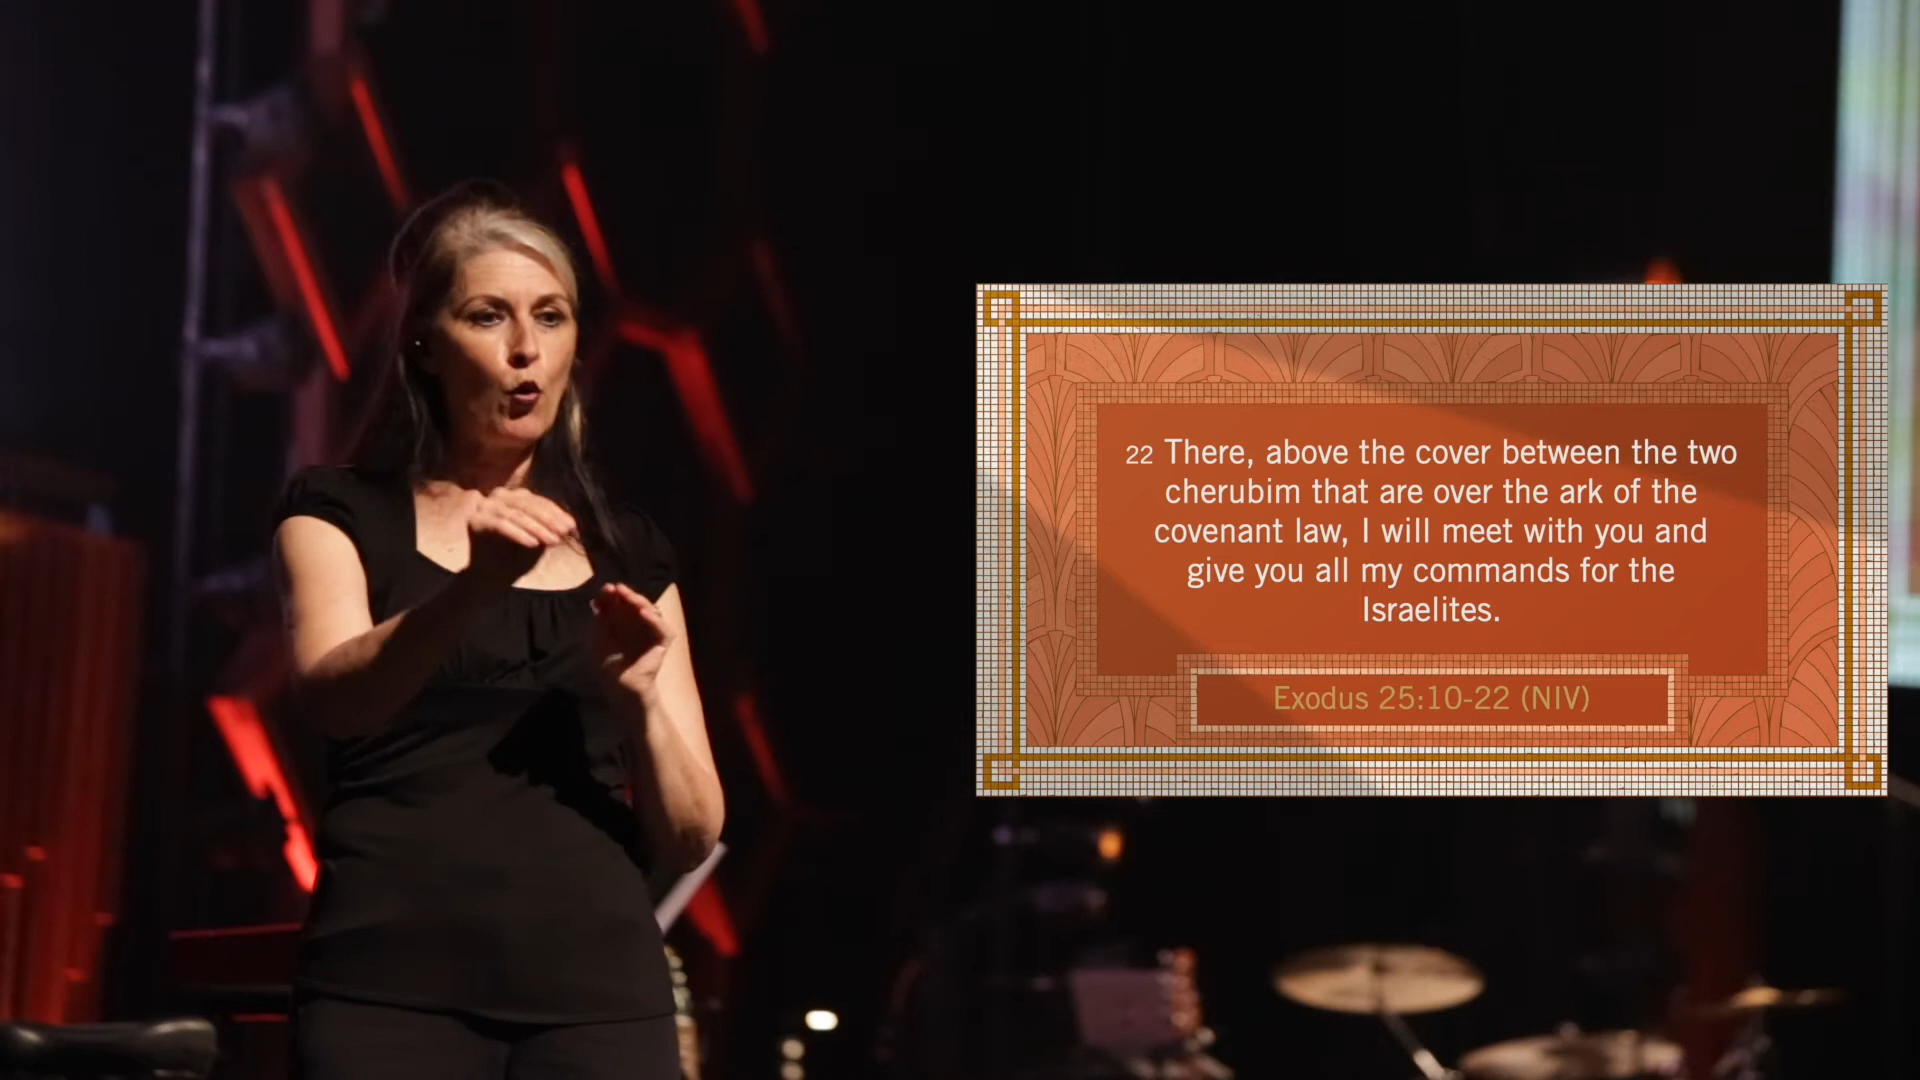 22 There, above the cover between the two
cherubim that are over the ark of the
covenant law, I will meet with you and
give you all my commands for the
Israelites.
Exodus 25:10-22 (NIV)